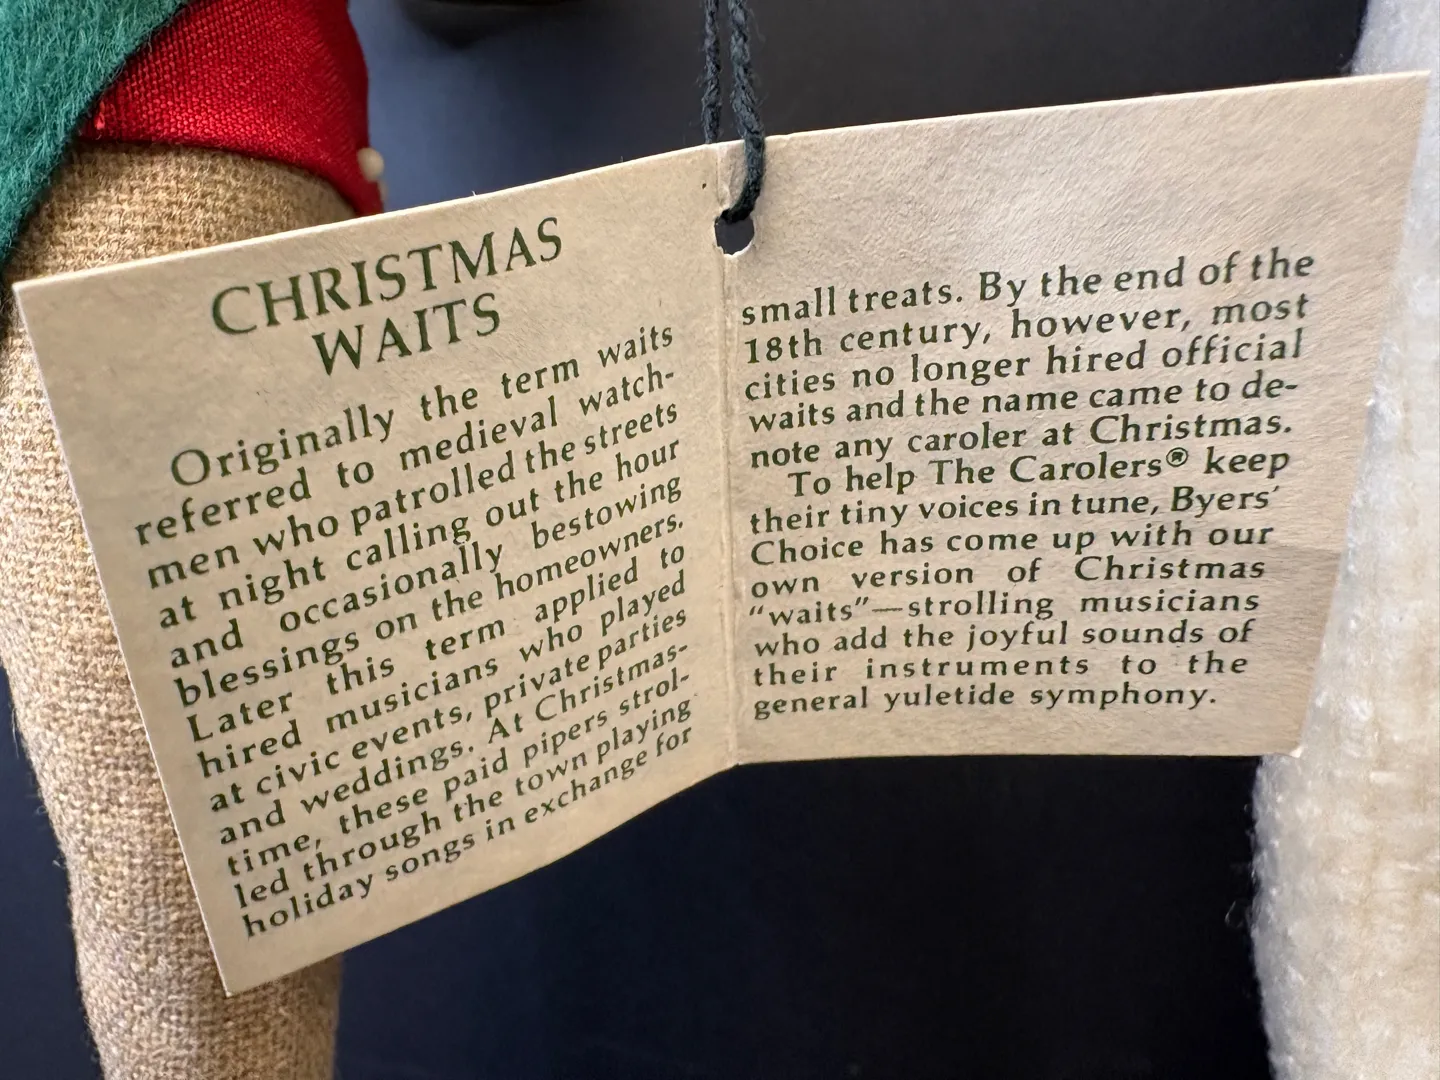 CHRISTMAS
WAITS
Originally the term waits
referred to medieval watch-
men who patrolled the streets
at night calling out the hour
and occasionally bestowing
blessings on the homeowners.
Later this term applied to
hired musicians who played
at civic events, private parties
and weddings. At Christmas-
time, these paid pipers strol-
led through the town playing
holiday songs in exchange for
small treats. By the end of the
18th century, however, most
cities no longer hired official
waits and the name came to de-
note any caroler at Christmas.
To help The Carolers® keep
their tiny voices in tune, Byers'
Choice has come up with our
own version of Christmas
"waits"—strolling musicians
who add the joyful sounds of
their instruments to the
general yuletide symphony.